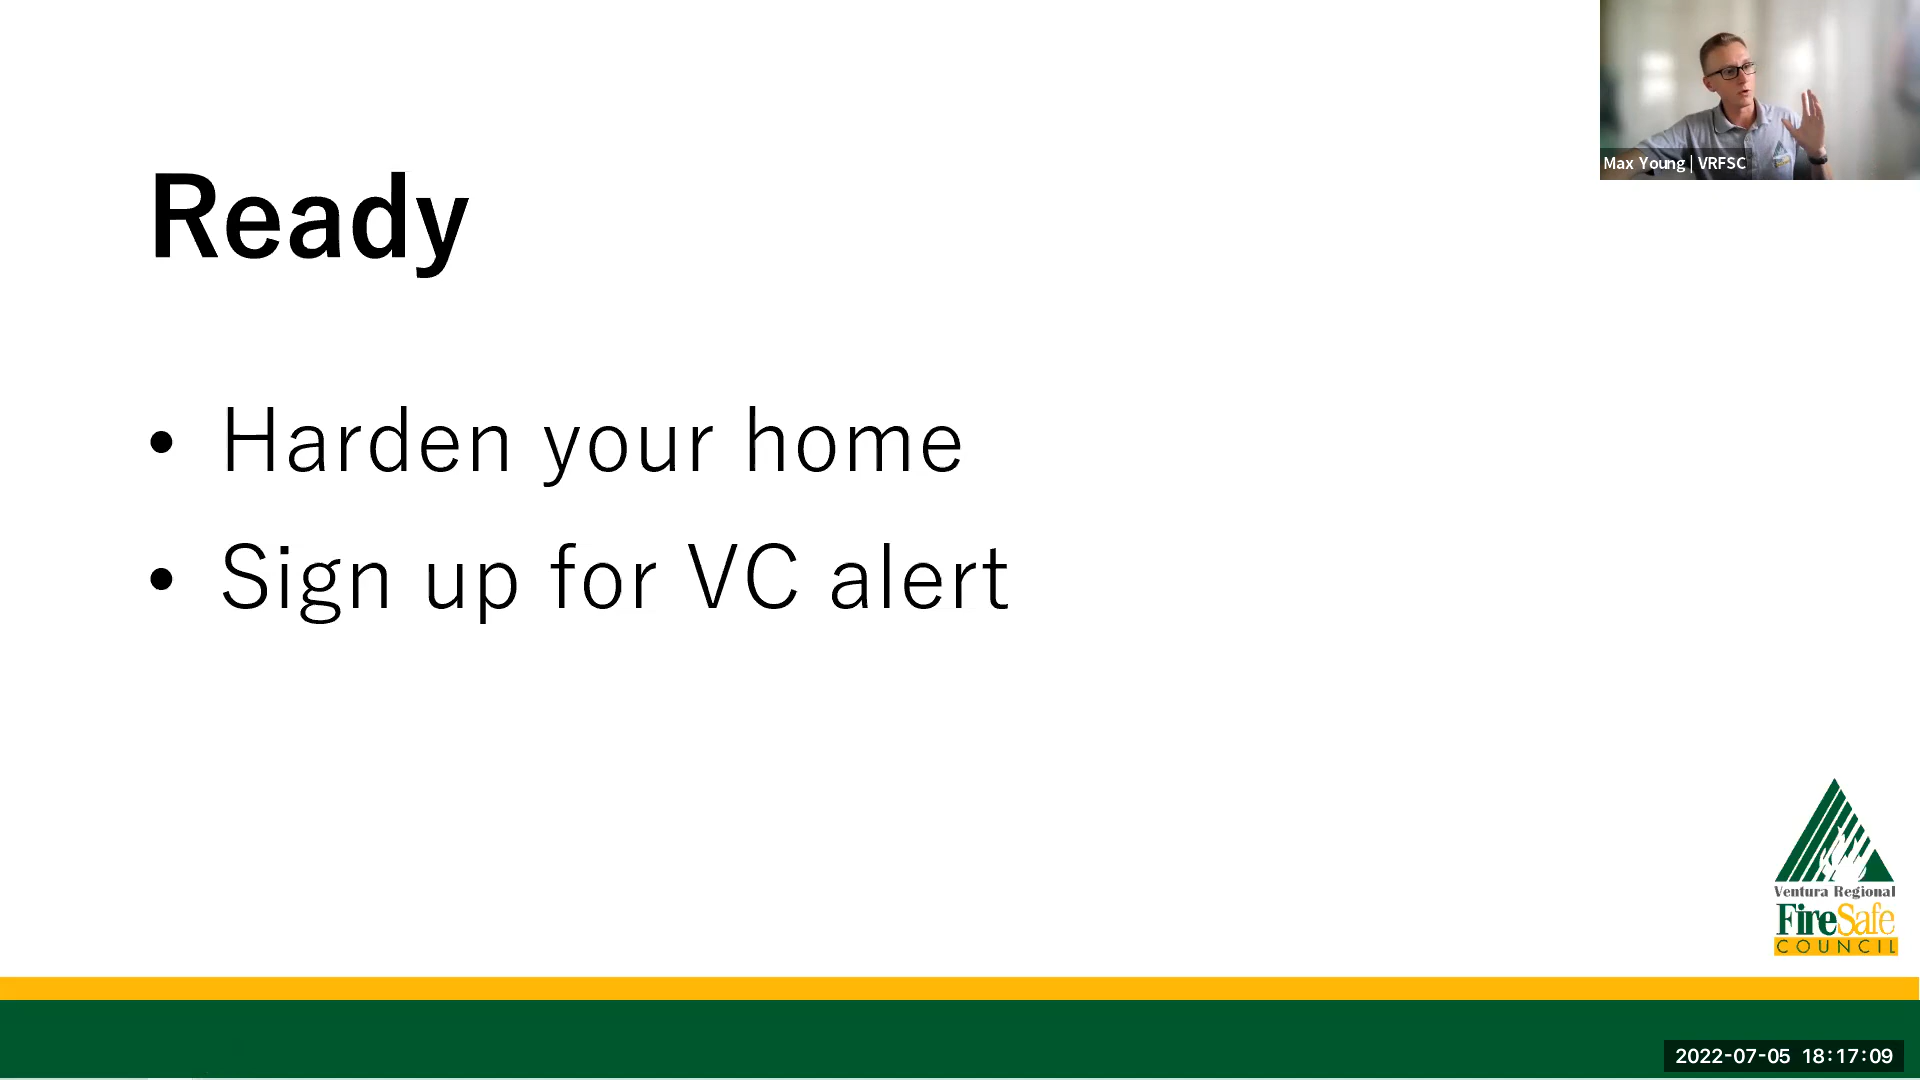 Max Young | VRFSC
Ready
• Harden your home
• Sign up for VC alert
Ventura Regional
FireSafe
COUNCIL
2022-07-05 18:17:09